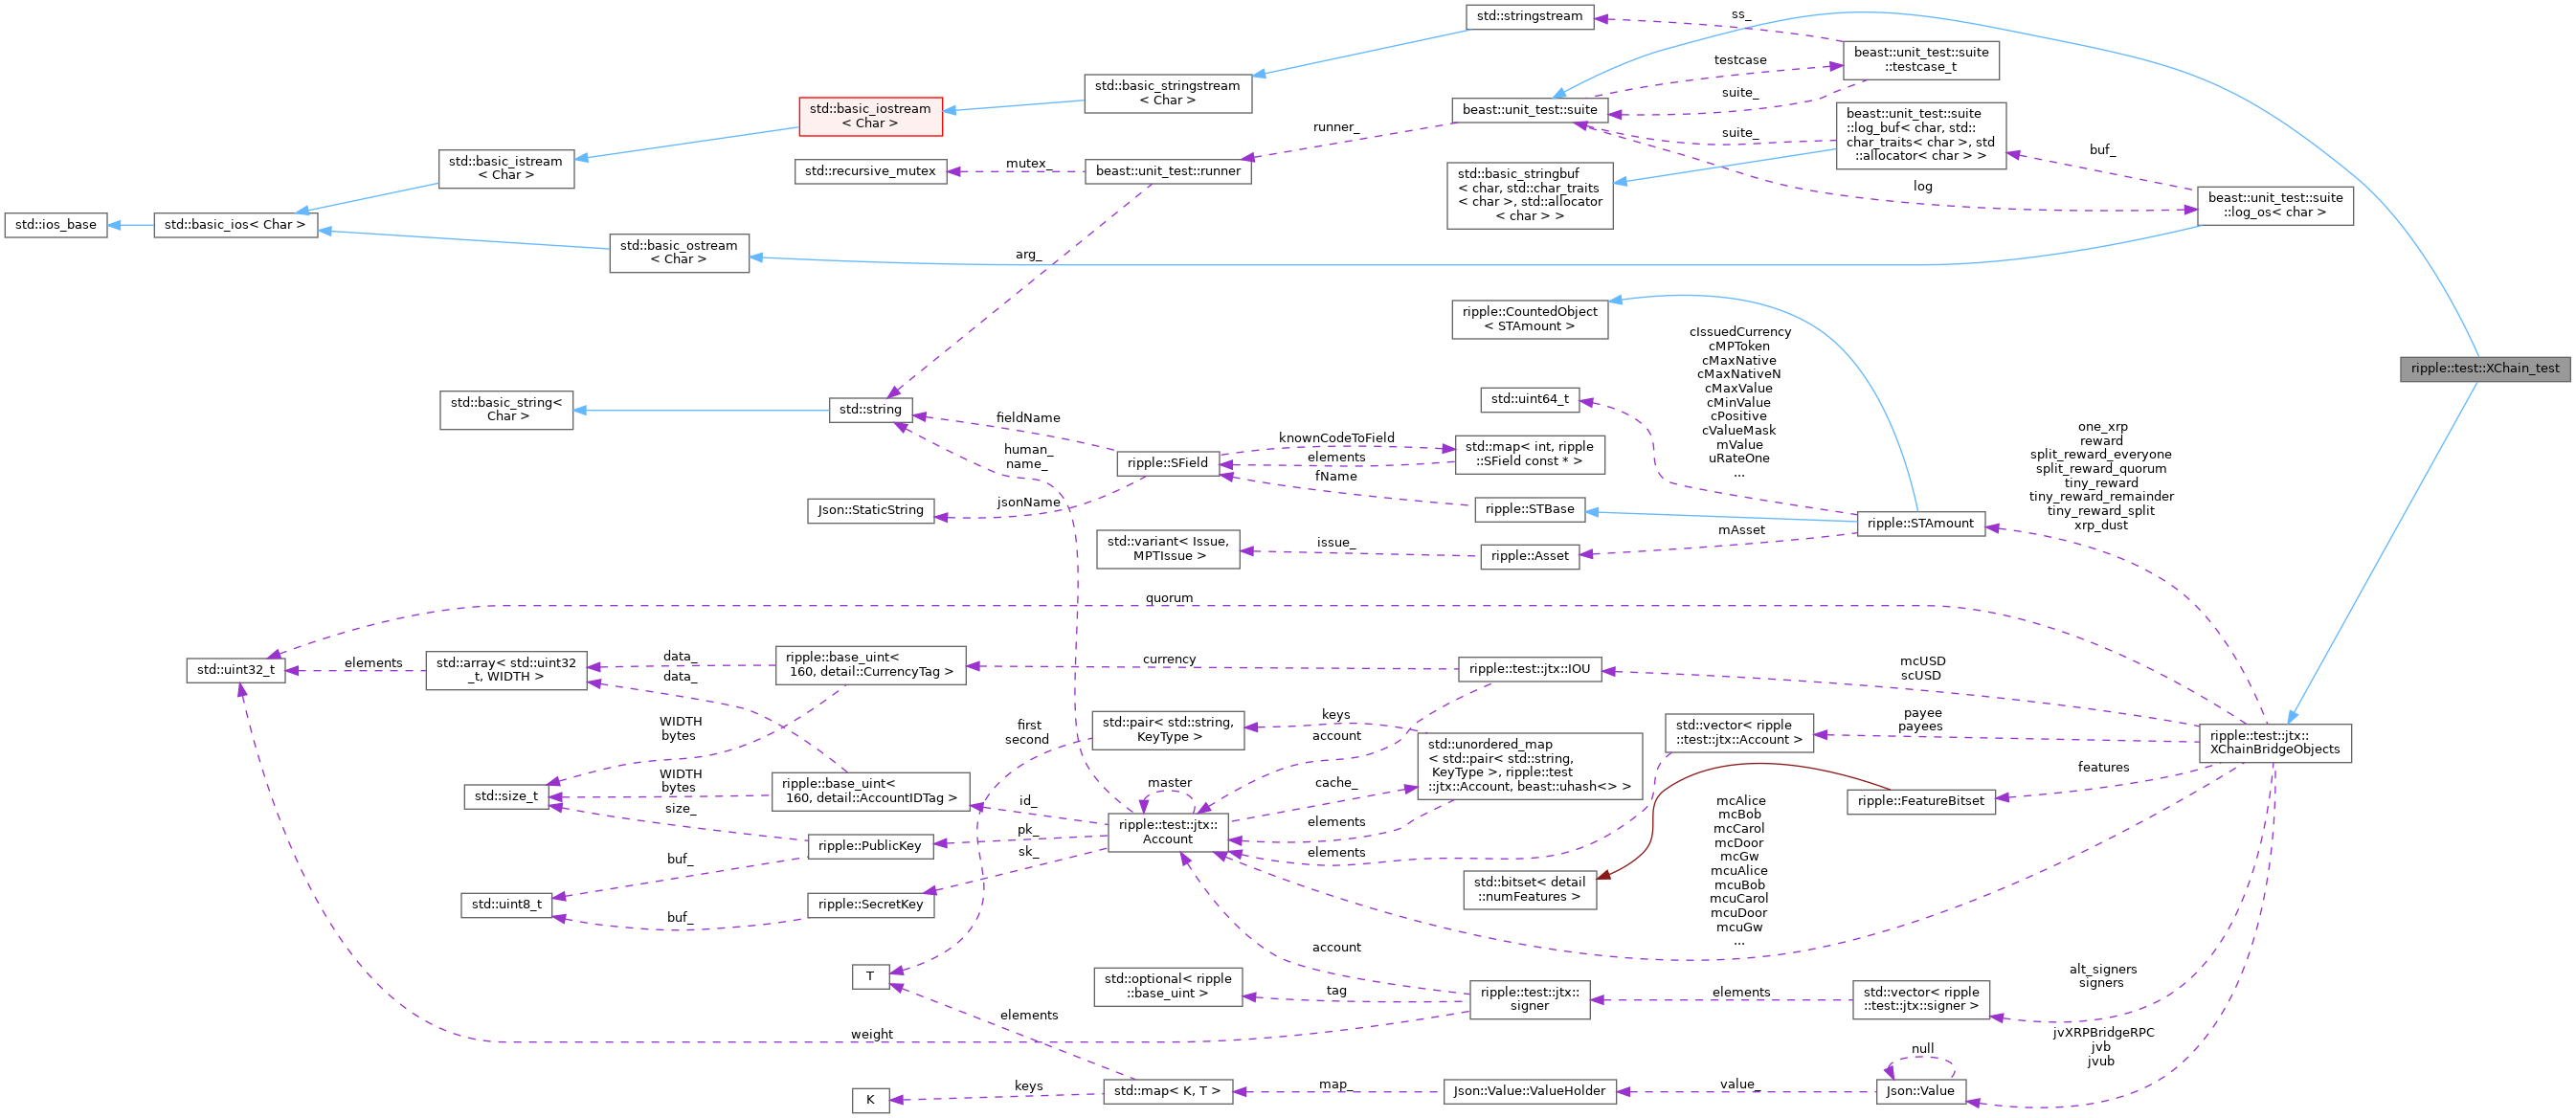 std::stringstream
ss_
beast::unit_test::suite
::testcase_t
testcase
suite_
std::basic_stringstream
< Char >
std::basic_iostream
< Char >
beast::unit_test::suite
beast::unit_test::suite
::log_buf< char, std::
char_traits< char >, std
::allocator< char > >
suite_
runner_
buf_
std::basic_istream
< Char >
std::recursive_mutex
mutex_
beast::unit_test::runner
std::basic_stringbuf
< char, std::char_traits
< char >, std::allocator
< char > >
log
beast::unit_test::suite
::log_os< char >
std::ios_base
std::basic_ios< Char >
std::basic_ostream
< Char >
arg_
ripple::CountedObject
< STAmount >
cIssuedCurrency
cMPToken
cMaxNative
cMaxNativeN
cMaxValue
cMinValue
cPositive
cValueMask
mValue
uRateOne
...
ripple::test::XChain_test
std::basic_string<
Char >
std::string
std::uint64_t
fieldName
knownCodeToField
elements
fName
std::map< int, ripple
::SField const * >
human_
name_
ripple::SField
one_xrp
reward
split_reward_everyone
split_reward_quorum
tiny_reward
tiny_reward_remainder
tiny_reward_split
xrp_dust
Json::StaticString
jsonName
ripple::STBase
ripple::STAmount
std::variant< Issue,
MPTIssue >
issue_
ripple::Asset
mAsset
quorum
std::uint32_t
elements
std::array< std::uint32
_t, WIDTH >
data_
data_
ripple::base_uint<
160, detail::CurrencyTag >
currency
ripple::test::jtx::IOU
mcUSD
scUSD
WIDTH
bytes
first
second
std::pair< std::string,
KeyType >
keys
account
std::unordered_map
< std::pair< std::string,
KeyType >, ripple::test
::jtx::Account, beast::uhash<> >
std::vector< ripple
::test::jtx::Account >
payee
payees
ripple::test::jtx::
XChainBridgeObjects
std::size_t
WIDTH
bytes
size_
ripple::base_uint<
160, detail::AccountIDTag >
id_
master
cache_
elements
elements
features
ripple::FeatureBitset
ripple::test::jtx::
Account
pk_
sk_
ripple::PublicKey
buf_
std::uint8_t
buf_
ripple::SecretKey
std::bitset< detail
::numFeatures >
mcAlice
mcBob
mcCarol
mcDoor
mcGw
mcuAlice
mcuBob
mcuCarol
mcuDoor
mcuGw
...
account
T
std::optional< ripple
::base_uint >
tag
ripple::test::jtx::
signer
elements
std::vector< ripple
::test::jtx::signer >
alt_signers
signers
elements
weight
jvXRPBridgeRPC
jvb
jvub
null
K
keys
std::map< K, T >
map_
Json::Value::ValueHolder
value_
Json::Value